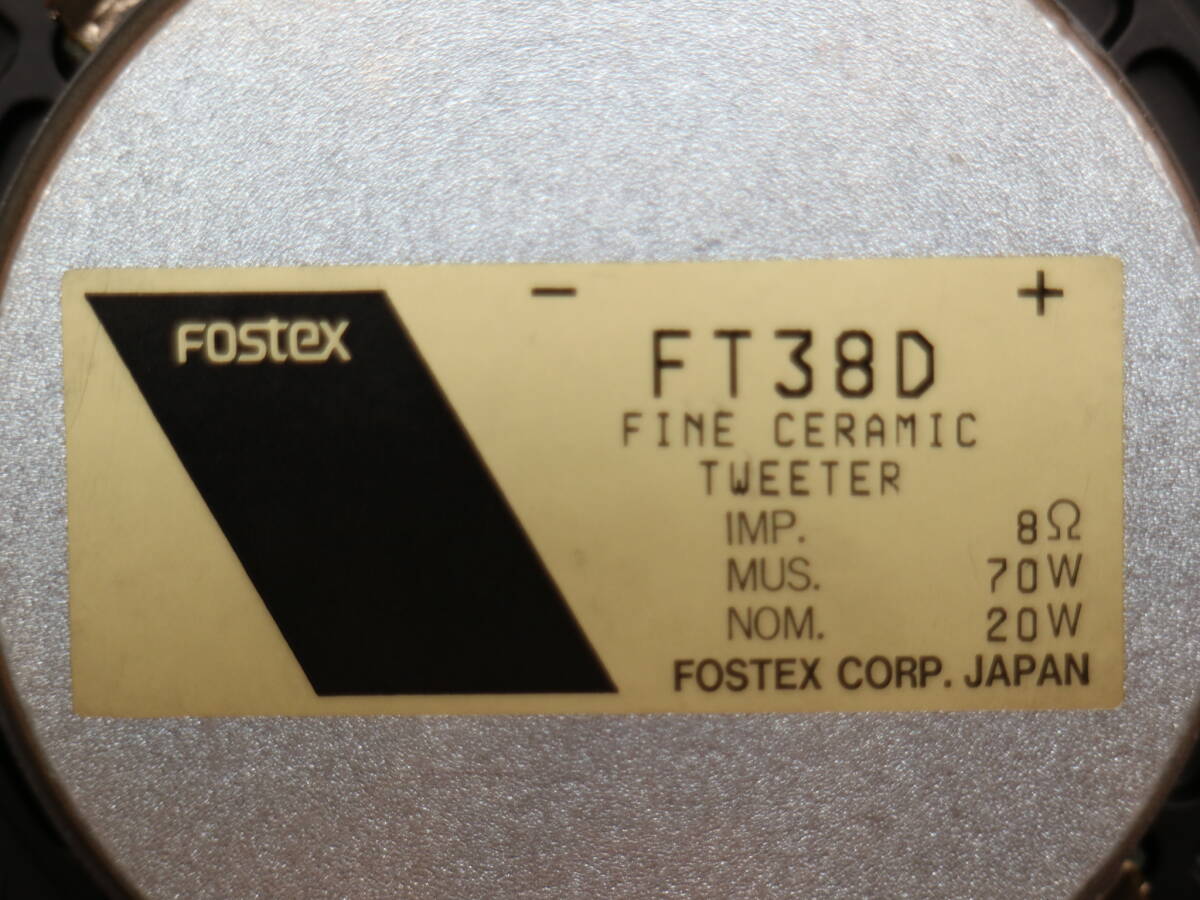 − +
Fostex
FT38D
FINE CERAMIC
TWEETER
IMP. 8Ω
MUS. 70W
NOM. 20W
FOSTEX CORP. JAPAN